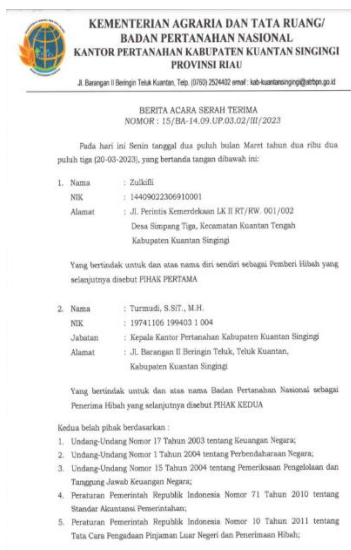 KEMENTERIAN AGRARIA DAN TATA RUANG/
BADAN PERTANAHAN NASIONAL
KANTOR PERTANAHAN KABUPATEN KUANTAN SINGINGI
PROVINSI RIAU
Jl. Barangan II Beringin Teluk Kuantan, Telp. (0760) 2524402 email : kab-kuantansingingi@atrbpn.go.id
BERITA ACARA SERAH TERIMA
NOMOR : 15/BA-14.09.UP.03.02/III/2023
Pada hari ini Senin tanggal dua puluh bulan Maret tahun dua ribu dua
puluh tiga (20-03-2023), yang bertanda tangan dibawah ini:
1. Nama : Zulkifli
NIK : 14409022306910001
Alamat : Jl. Perintis Kemerdekaan LK II RT/RW. 001/002
Desa Simpang Tiga, Kecamatan Kuantan Tengah
Kabupaten Kuantan Singingi
Yang bertindak untuk dan atas nama diri sendiri sebagai Pemberi Hibah yang
selanjutnya disebut PIHAK PERTAMA
2. Nama : Turmudi, S.SiT., M.H.
NIK : 19741106 199403 1 004
Jabatan : Kepala Kantor Pertanahan Kabupaten Kuantan Singingi
Alamat : Jl. Barangan II Beringin Teluk, Teluk Kuantan,
Kabupaten Kuantan Singingi
Yang bertindak untuk dan atas nama Badan Pertanahan Nasional sebagai
Penerima Hibah yang selanjutnya disebut PIHAK KEDUA
Kedua belah pihak berdasarkan :
1. Undang-Undang Nomor 17 Tahun 2003 tentang Keuangan Negara;
2. Undang-Undang Nomor 1 Tahun 2004 tentang Perbendaharaan Negara;
3. Undang-Undang Nomor 15 Tahun 2004 tentang Pemeriksaan Pengelolaan dan
Tanggung Jawab Keuangan Negara;
4. Peraturan Pemerintah Republik Indonesia Nomor 71 Tahun 2010 tentang
Standar Akuntansi Pemerintahan;
5. Peraturan Pemerintah Republik Indonesia Nomor 10 Tahun 2011 tentang
Tata Cara Pengadaan Pinjaman Luar Negeri dan Penerimaan Hibah;